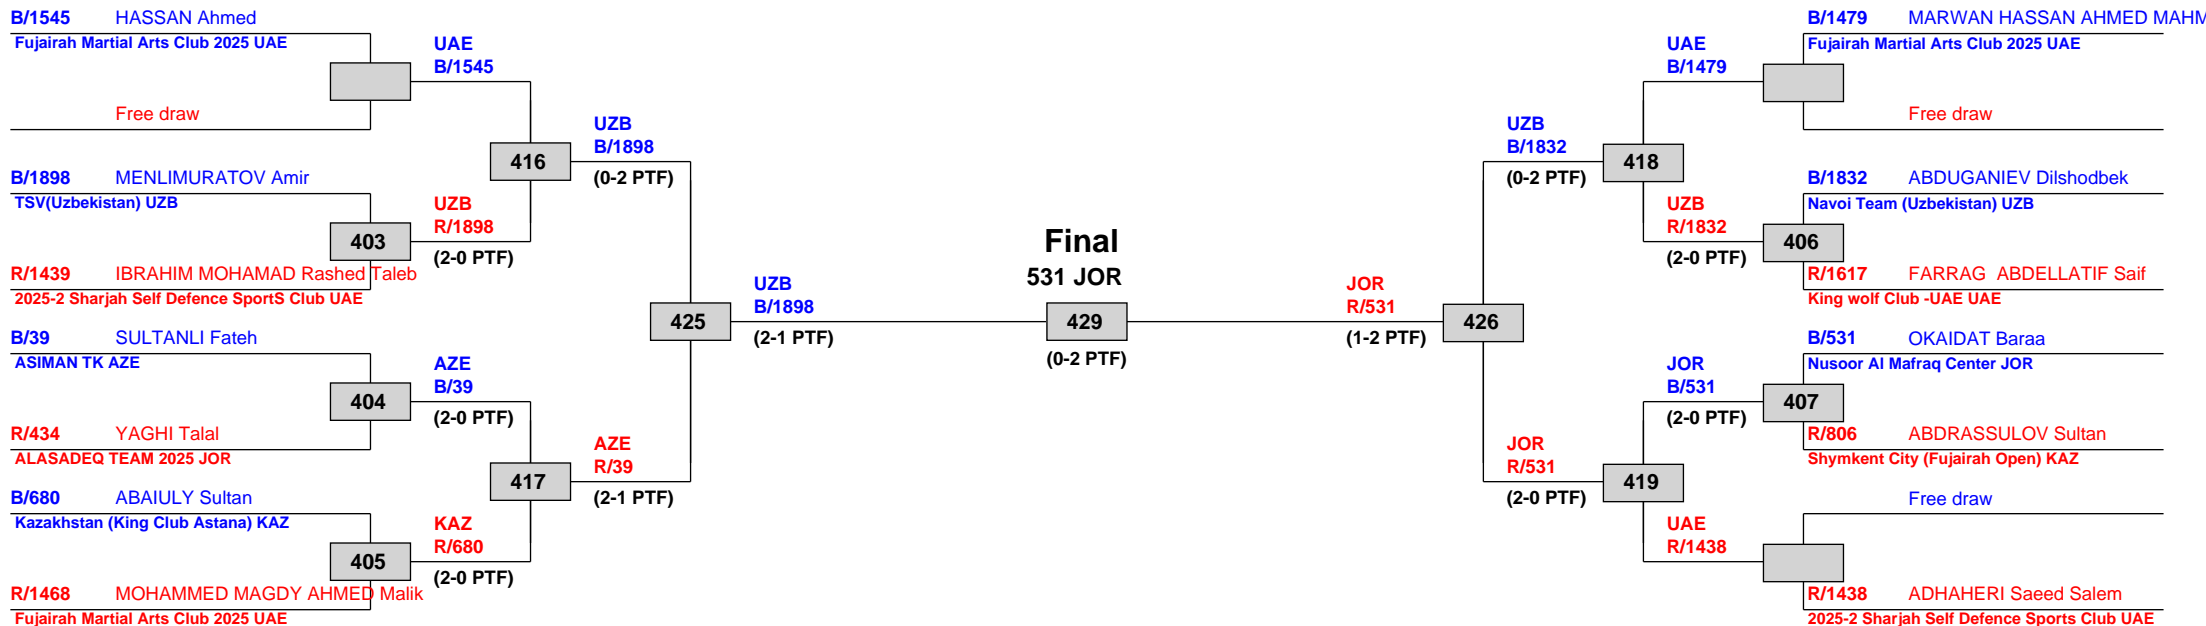 B/1545 HASSAN Ahmed
Fujairah Martial Arts Club 2025 UAE
Free draw
B/1898 MENLIMURATOV Amir
TSV(Uzbekistan) UZB
R/1439 IBRAHIM MOHAMAD Rashed Taleb
2025-2 Sharjah Self Defence SportS Club UAE
B/39 SULTANLI Fateh
ASIMAN TK AZE
R/434 YAGHI Talal
ALASADEQ TEAM 2025 JOR
B/680 ABAIULY Sultan
Kazakhstan (King Club Astana) KAZ
R/1468 MOHAMMED MAGDY AHMED Malik
Fujairah Martial Arts Club 2025 UAE
403
404
405
UAE
B/1545
UZB
R/1898
(2-0 PTF)
AZE
B/39
(2-0 PTF)
KAZ
R/680
(2-0 PTF)
416
417
UZB
B/1898
(0-2 PTF)
AZE
R/39
(2-1 PTF)
425
UZB
B/1898
(2-1 PTF)
Final
531 JOR
429
(0-2 PTF)
JOR
R/531
(1-2 PTF)
426
UZB
B/1832
(0-2 PTF)
JOR
R/531
(2-0 PTF)
418
419
UAE
B/1479
UZB
R/1832
(2-0 PTF)
JOR
B/531
(2-0 PTF)
UAE
R/1438
406
407
B/1479 MARWAN HASSAN AHMED
Fujairah Martial Arts Club 2025 UAE
Free draw
B/1832 ABDUGANIEV Dilshodbek
Navoi Team (Uzbekistan) UZB
R/1617 FARRAG ABDELLATIF Saif
King wolf Club -UAE UAE
B/531 OKAIDAT Baraa
Nusoor Al Mafraq Center JOR
R/806 ABDRASSULOV Sultan
Shymkent City (Fujairah Open) KAZ
Free draw
R/1438 ADHAHERI Saeed Salem
2025-2 Sharjah Self Defence Sports Club UAE